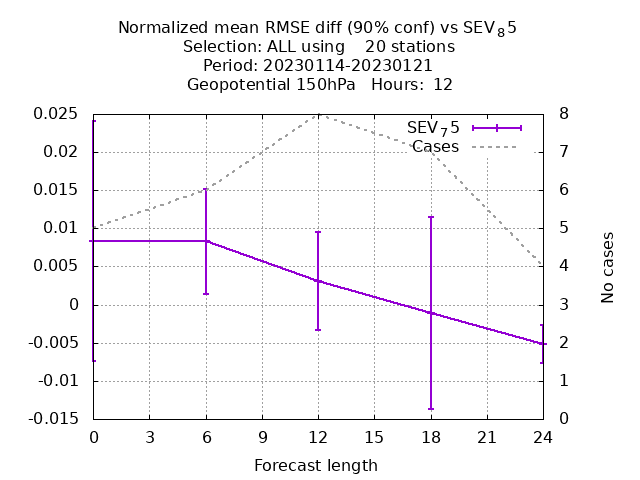 Normalized mean RMSE diff (90% conf) vs SEV₈5
Selection: ALL using    20 stations
Period: 20230114-20230121
Geopotential 150hPa   Hours: 12
SEV₇5
Cases
0.025
0.02
0.015
0.01
0.005
0
-0.005
-0.01
-0.015
8
7
6
5
4
3
2
1
0
No cases
0 3 6 9 12 15 18 21 24
Forecast length